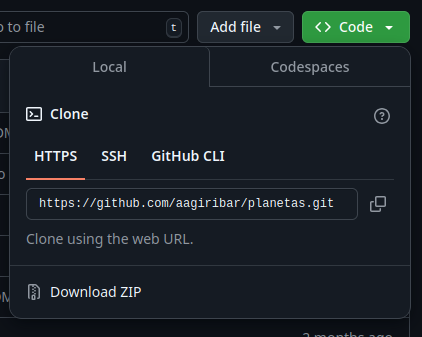 to file
t
Add file
<> Code
Local
Codespaces
Clone
HTTPS
SSH
GitHub CLI
https://github.com/aagiribar/planetas.git
Clone using the web URL.
Download ZIP